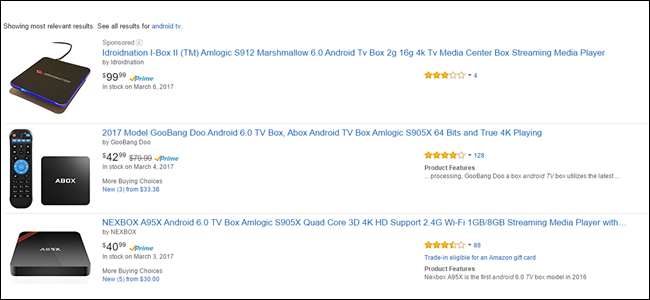 Showing most relevant results. See all results for android tv.
Sponsored
Idroidnation I-Box II (TM) Amlogic S912 Marshmallow 6.0 Android Tv Box 2g 16g 4k Tv Media Center Box Streaming Media Player
by Idroidnation
$99 99 Prime
In stock on March 6, 2017
4
2017 Model GooBang Doo Android 6.0 TV Box, Abox Android TV Box Amlogic S905X 64 Bits and True 4K Playing
by GooBang Doo
$42 99 $79.99 Prime
In stock on March 4, 2017
More Buying Choices
New (3) from $33.38
128
Product Features
... processing, GooBang Doo a box android TV box utilizes the latest ...
ABOX
NEXBOX A95X Android 6.0 TV Box Amlogic S905X Quad Core 3D 4K HD Support 2.4G Wi-Fi 1GB/8GB Streaming Media Player with...
by NEXBOX
$40 99 Prime
In stock on March 3, 2017
More Buying Choices
New (5) from $30.00
88
Trade-in eligible for an Amazon gift card
Product Features
Nexbox A95X is the first android 6.0 TV box model in 2016
A95X